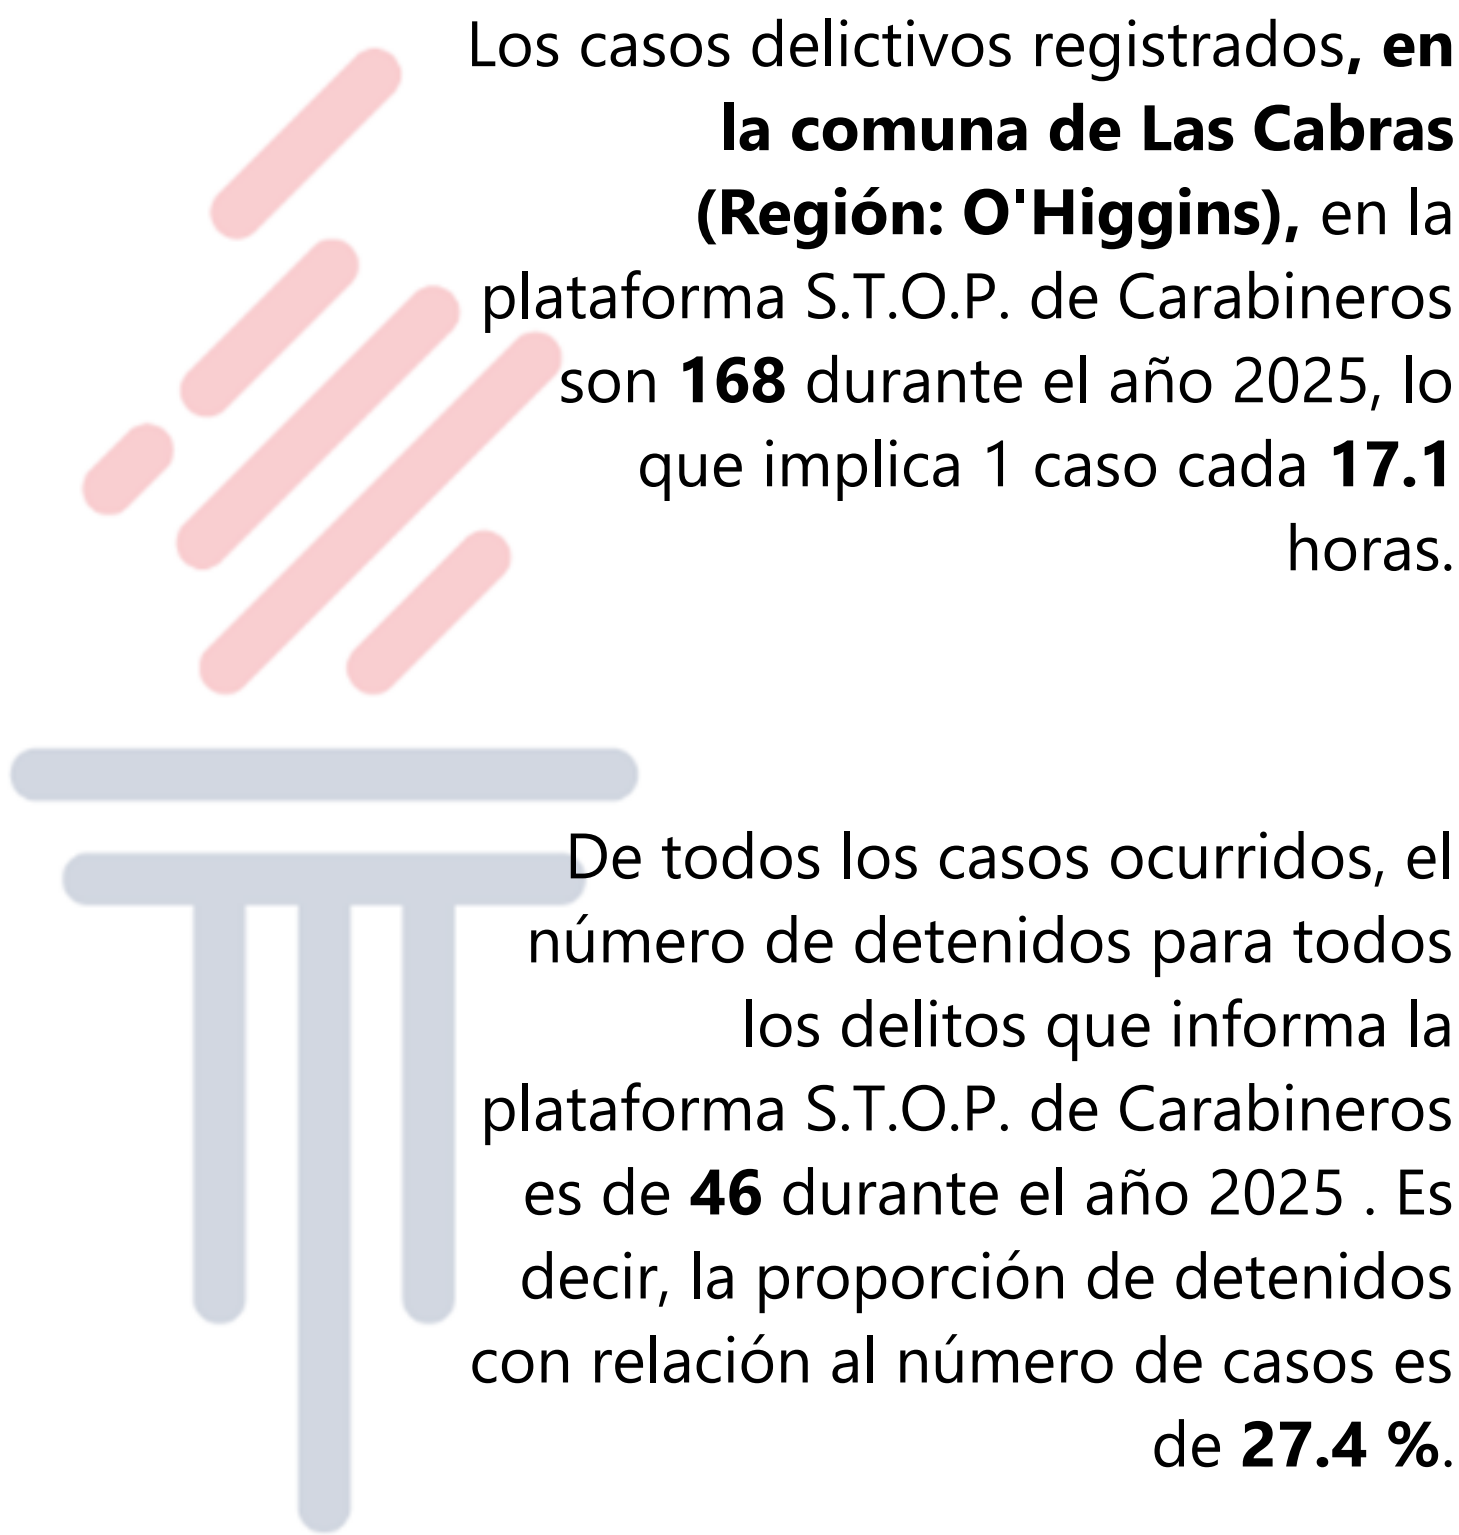 Los casos delictivos registrados, en
la comuna de Las Cabras
(Región: O'Higgins), en la
plataforma S.T.O.P. de Carabineros
son 168 durante el año 2025, lo
que implica 1 caso cada 17.1
horas.
De todos los casos ocurridos, el
número de detenidos para todos
los delitos que informa la
plataforma S.T.O.P. de Carabineros
es de 46 durante el año 2025 . Es
decir, la proporción de detenidos
con relación al número de casos es
de 27.4 %.